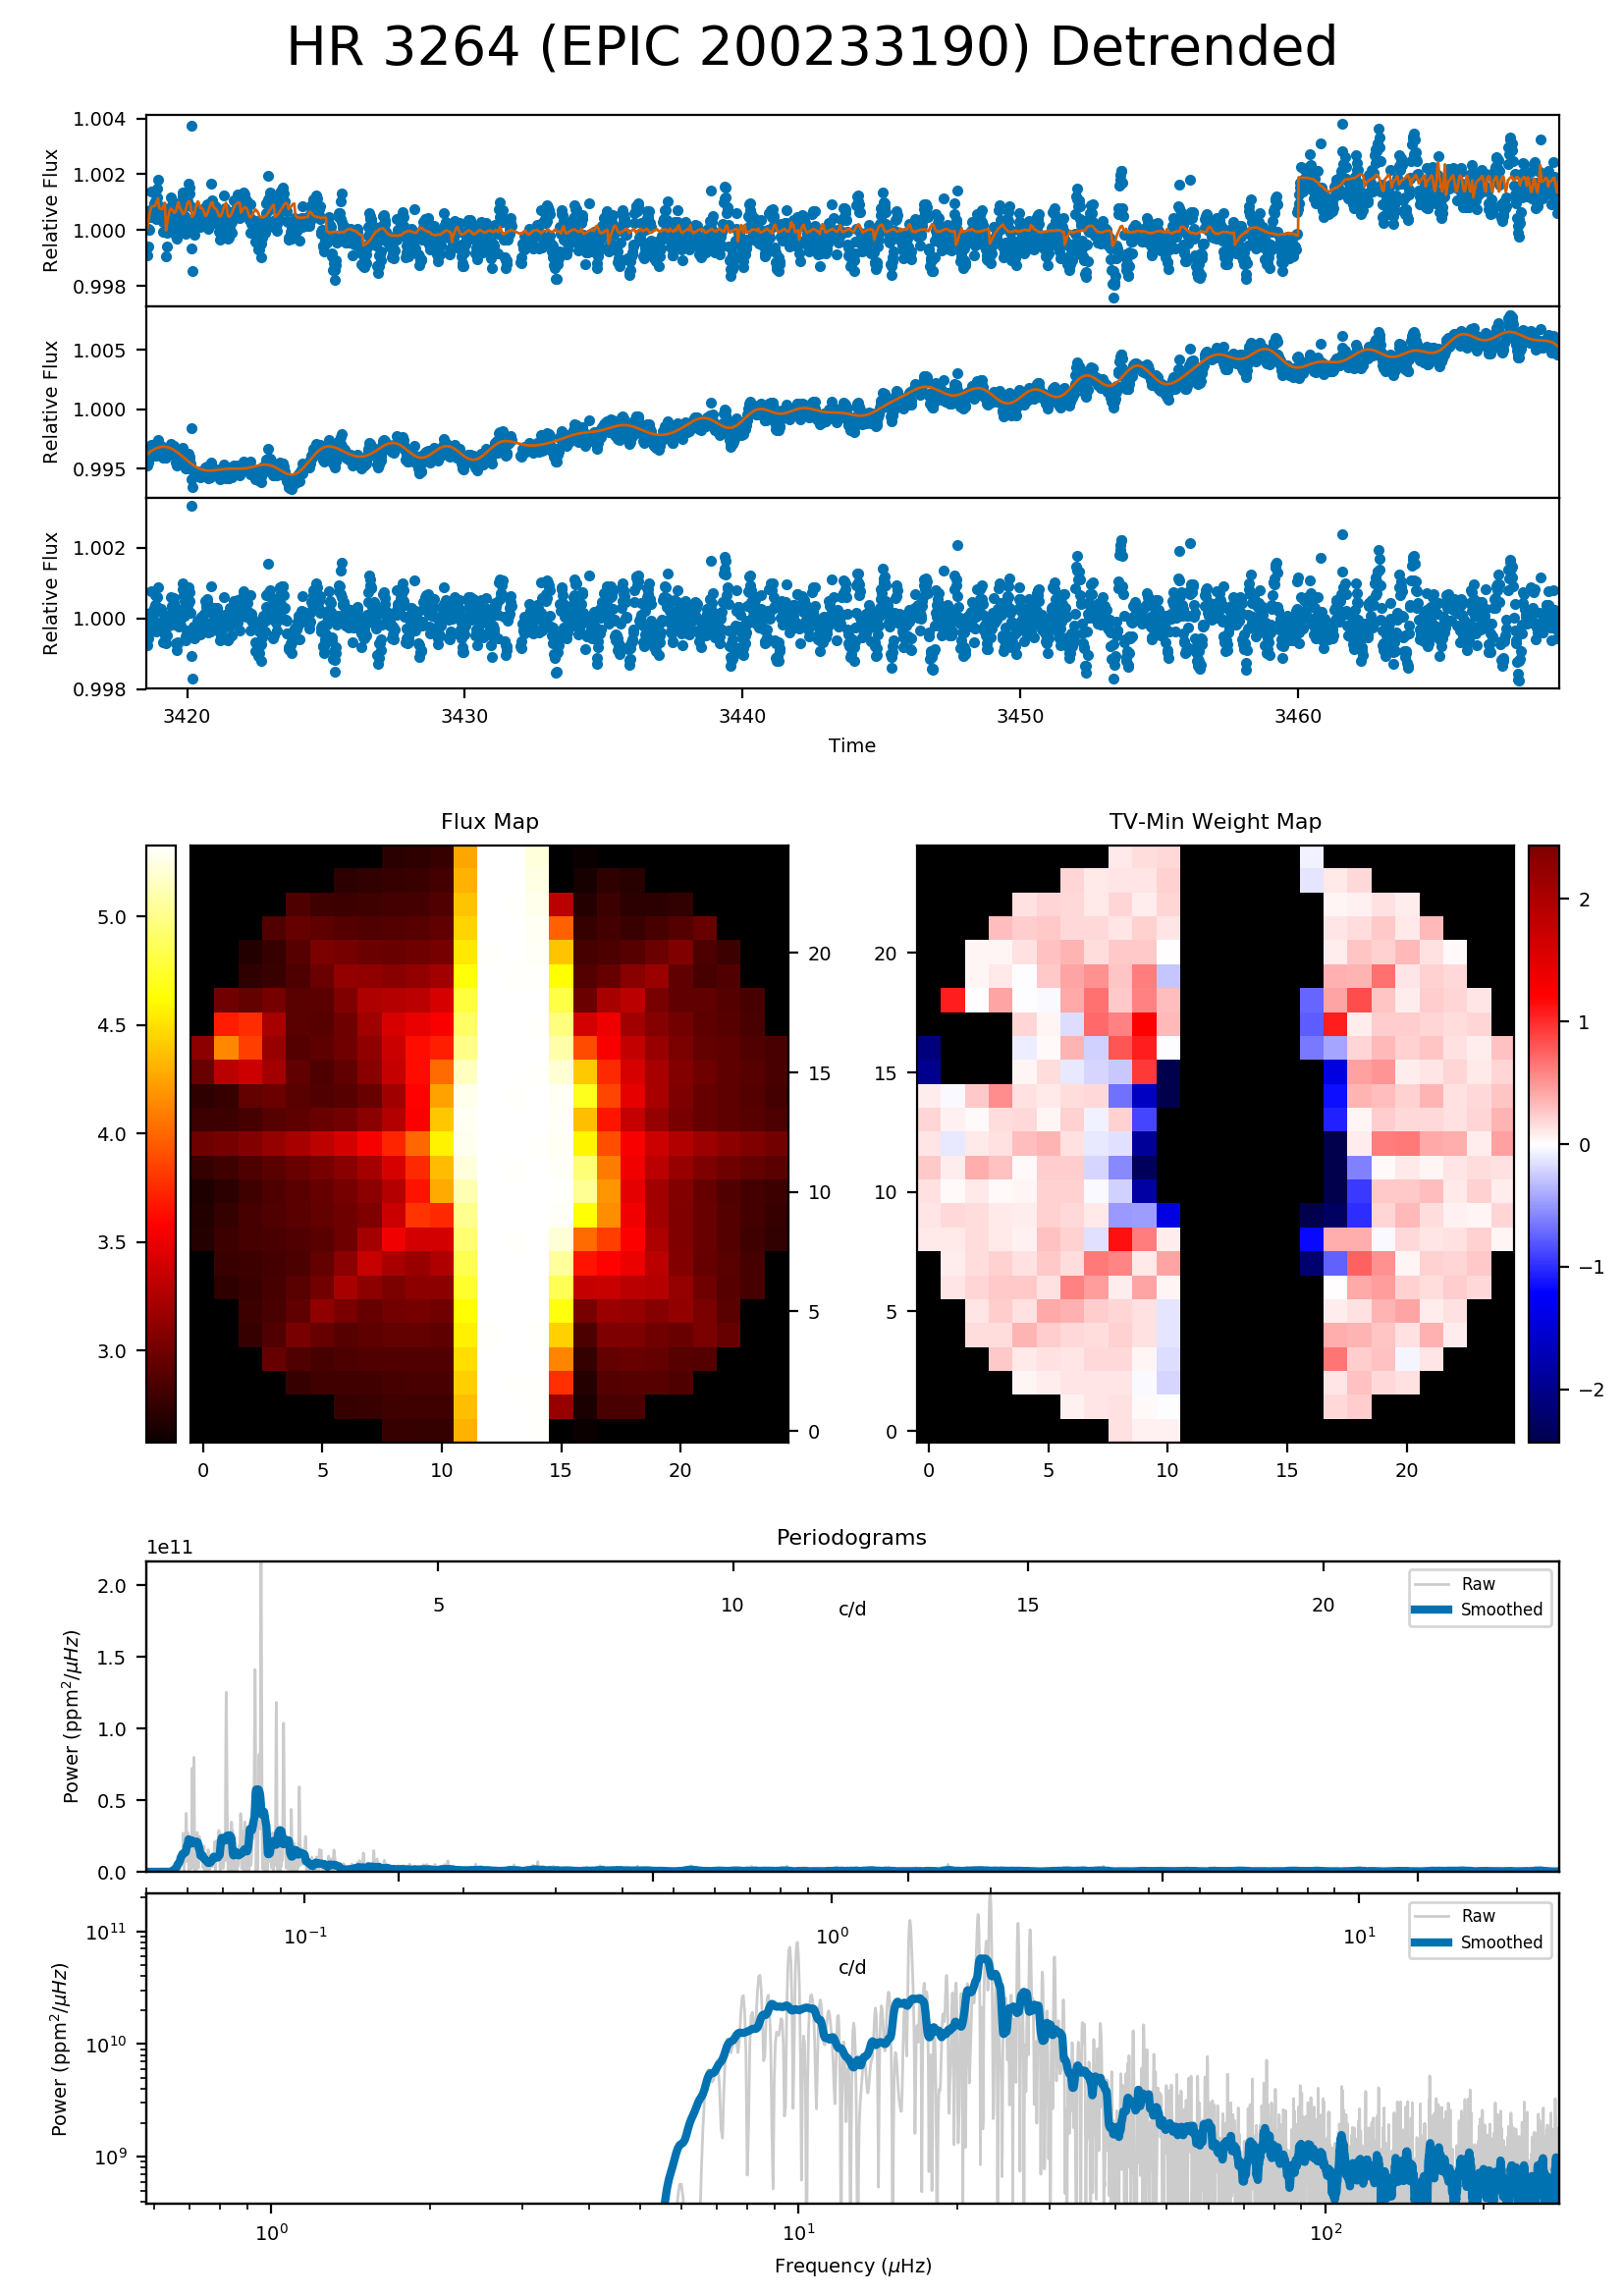 HR 3264 (EPIC 200233190) Detrended
1.004
1.002
1.000
0.998
Relative Flux
1.005
1.000
0.995
Relative Flux
1.002
1.000
0.998
Relative Flux
3420 3430 3440 3450 3460
Time
Flux Map
5.0
4.5
4.0
3.5
3.0
20
15
10
5
0
0 5 10 15 20
TV-Min Weight Map
20
15
10
5
0
0 5 10 15 20
2
1
0
−1
−2
Periodograms
1e11
2.0
1.5
1.0
0.5
0.0
Power (ppm²/μHz)
5 10 15 20
c/d
Raw
Smoothed
10¹¹
10¹⁰
10⁹
Power (ppm²/μHz)
10⁻¹ 10⁰ 10¹
c/d
Raw
Smoothed
10⁰ 10¹ 10²
Frequency (μHz)